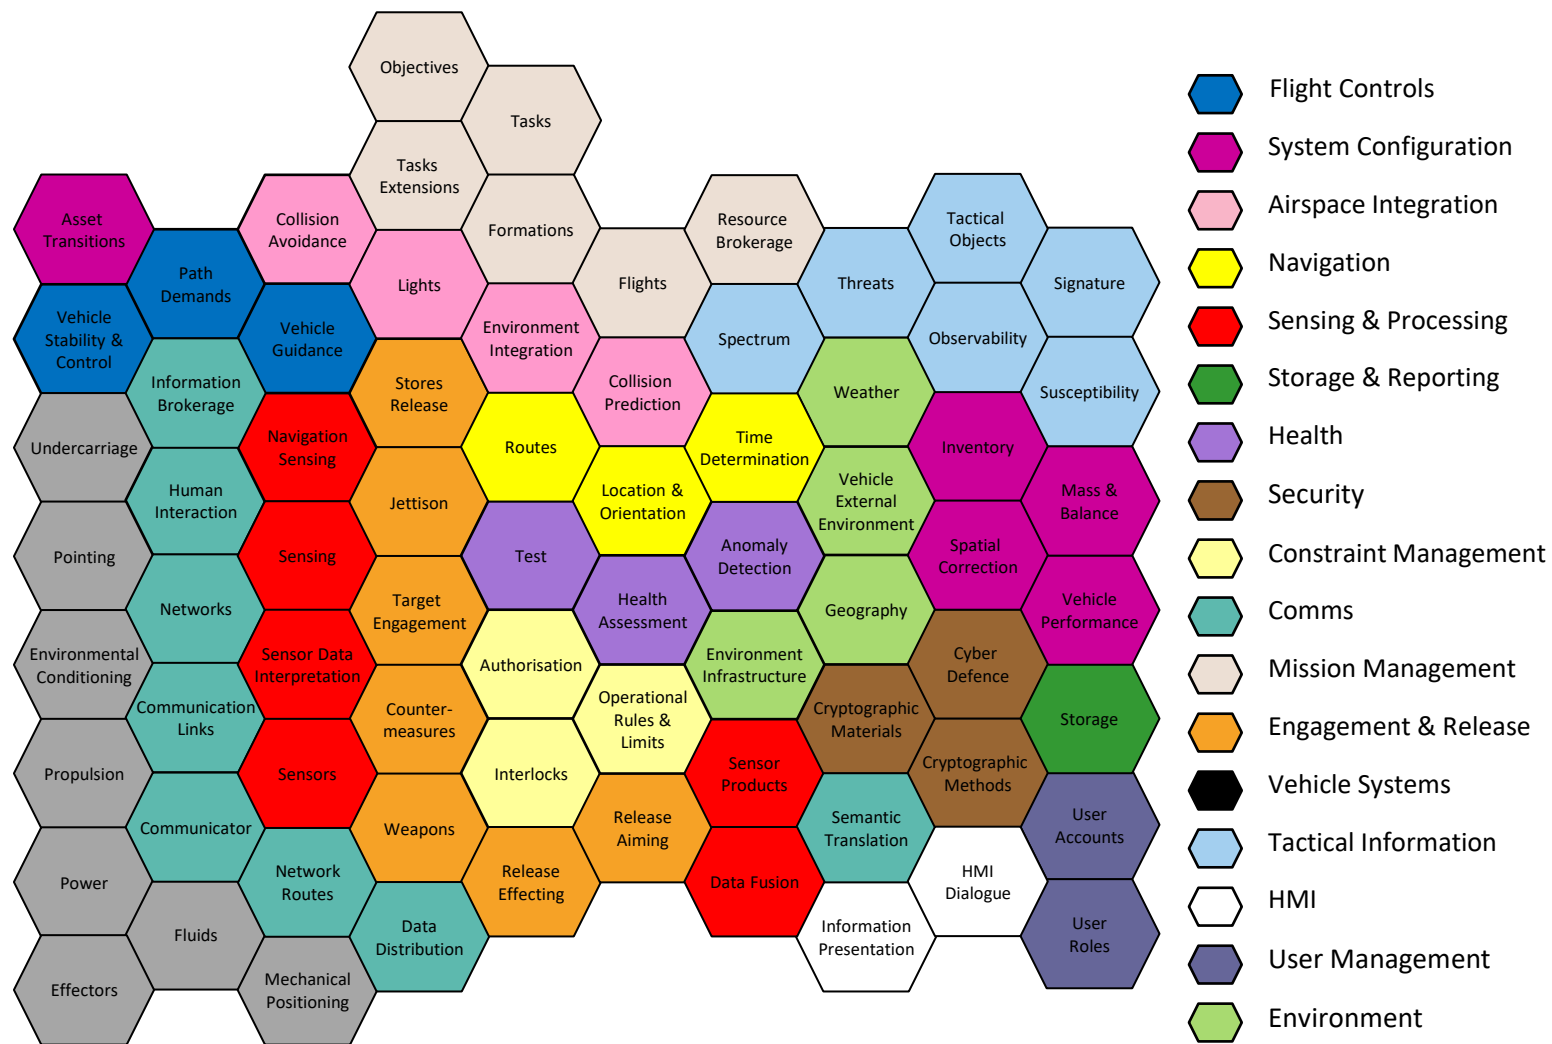 Objectives
Tasks
Tasks
Extensions
Asset
Transitions
Collision
Avoidance
Formations
Resource
Brokerage
Tactical
Objects
Path
Demands
Lights
Flights
Threats
Signature
Vehicle
Stability &
Control
Vehicle
Guidance
Environment
Integration
Spectrum
Observability
Information
Brokerage
Stores
Release
Collision
Prediction
Weather
Susceptibility
Undercarriage
Navigation
Sensing
Routes
Time
Determination
Inventory
Human
Interaction
Jettison
Location &
Orientation
Vehicle
External
Environment
Mass &
Balance
Pointing
Sensing
Test
Anomaly
Detection
Spatial
Correction
Networks
Target
Engagement
Health
Assessment
Geography
Vehicle
Performance
Environmental
Conditioning
Sensor Data
Interpretation
Authorisation
Environment
Infrastructure
Cyber
Defence
Communication
Links
Counter-
measures
Operational
Rules &
Limits
Cryptographic
Materials
Storage
Propulsion
Sensors
Interlocks
Sensor
Products
Cryptographic
Methods
Communicator
Weapons
Release
Aiming
Semantic
Translation
User
Accounts
Power
Network
Routes
Release
Effecting
Data Fusion
HMI
Dialogue
Fluids
Data
Distribution
Information
Presentation
User
Roles
Effectors
Mechanical
Positioning
Flight Controls
System Configuration
Airspace Integration
Navigation
Sensing & Processing
Storage & Reporting
Health
Security
Constraint Management
Comms
Mission Management
Engagement & Release
Vehicle Systems
Tactical Information
HMI
User Management
Environment